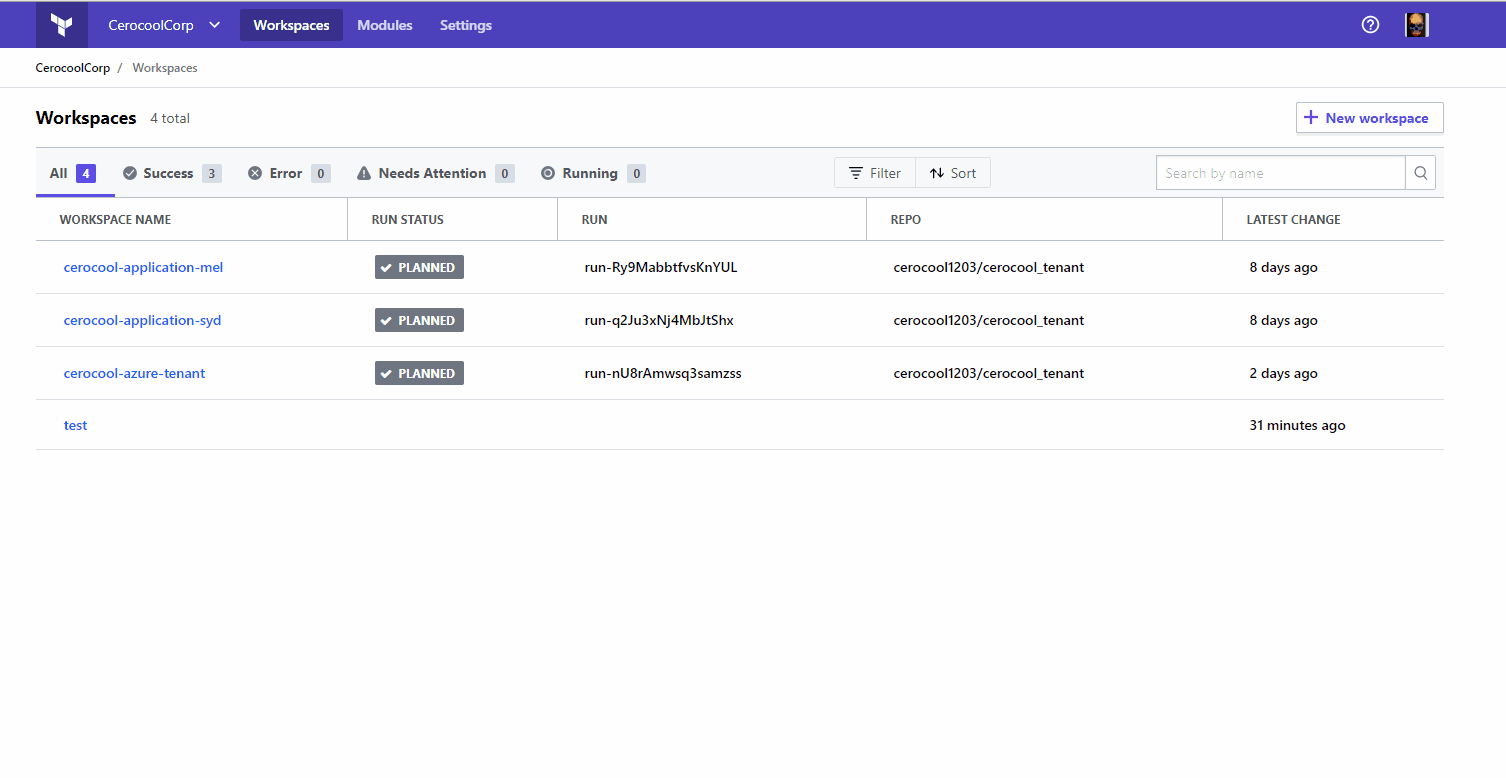 CerocoolCorp Workspaces Modules Settings
CerocoolCorp / Workspaces
Workspaces 4 total + New workspace
All 4 Success 3 Error 0 Needs Attention 0 Running 0 Filter Sort Search by name
WORKSPACE NAME RUN STATUS RUN REPO LATEST CHANGE
cerocool-application-mel PLANNED run-Ry9MabbtfvsKnYUL cerocool1203/cerocool_tenant 8 days ago
cerocool-application-syd PLANNED run-q2Ju3xNj4MbJtShx cerocool1203/cerocool_tenant 8 days ago
cerocool-azure-tenant PLANNED run-nU8rAmwsq3samzss cerocool1203/cerocool_tenant 2 days ago
test 31 minutes ago